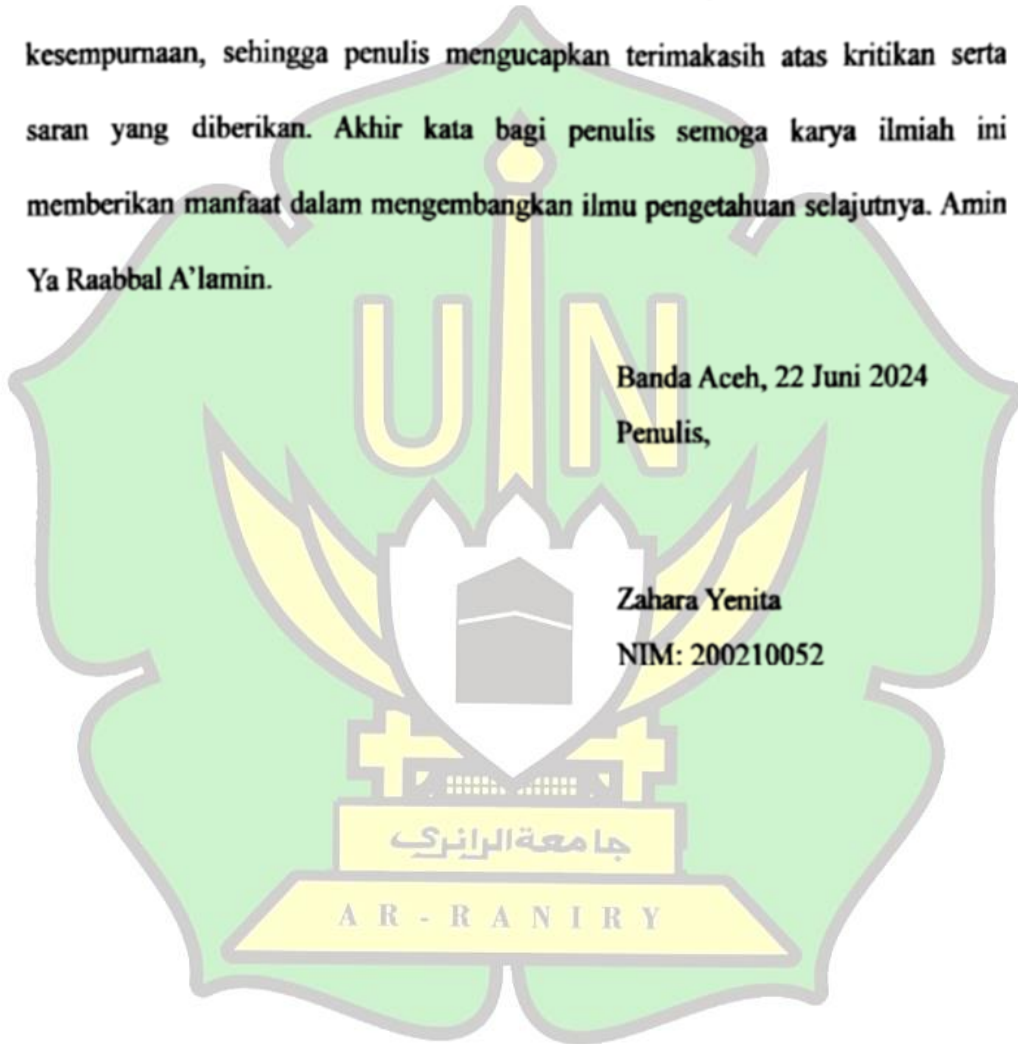 kesempurnaan, sehingga penulis mengucapkan terimakasih atas kritikan serta
saran yang diberikan. Akhir kata bagi penulis semoga karya ilmiah ini
memberikan manfaat dalam mengembangkan ilmu pengetahuan selajutnya. Amin
Ya Raabbal A'lamin.
Banda Aceh, 22 Juni 2024
Penulis,
Zahara Yenita
NIM: 200210052
UIN
جامعة الرانري
AR-RANIRY